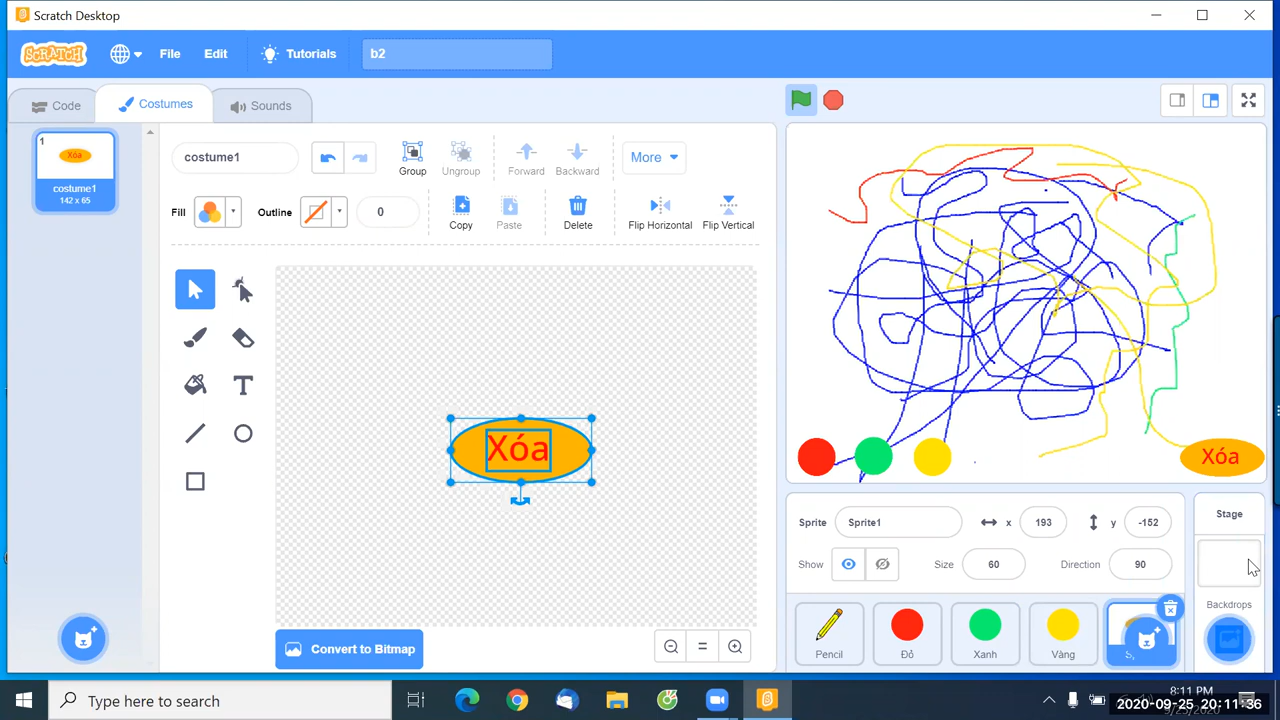 Scratch Desktop
SCRATCH File Edit Tutorials b2
Code Costumes Sounds
1
Xóa
costume1
142 x 65
costume1
Group Ungroup Forward Backward More
Fill Outline 0
Copy Paste Delete Flip Horizontal Flip Vertical
Xóa
Convert to Bitmap
Xóa
Sprite Sprite1 x 193 y -152
Show Size 60 Direction 90
Pencil Đỏ Xanh Vàng
Stage
Backdrops
Type here to search
8:11 PM
2020-09-25 20:11:36